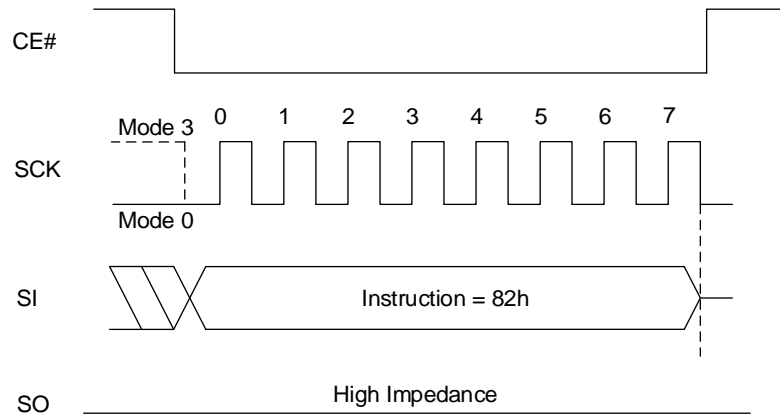 CE#
Mode 3
0 1 2 3 4 5 6 7
SCK
Mode 0
SI
Instruction = 82h
SO
High Impedance